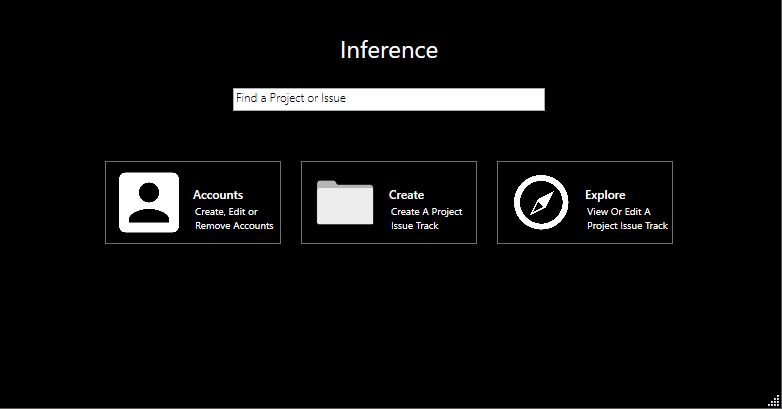 Inference
Find a Project or Issue
Accounts
Create, Edit or
Remove Accounts
Create
Create A Project
Issue Track
Explore
View Or Edit A
Project Issue Track